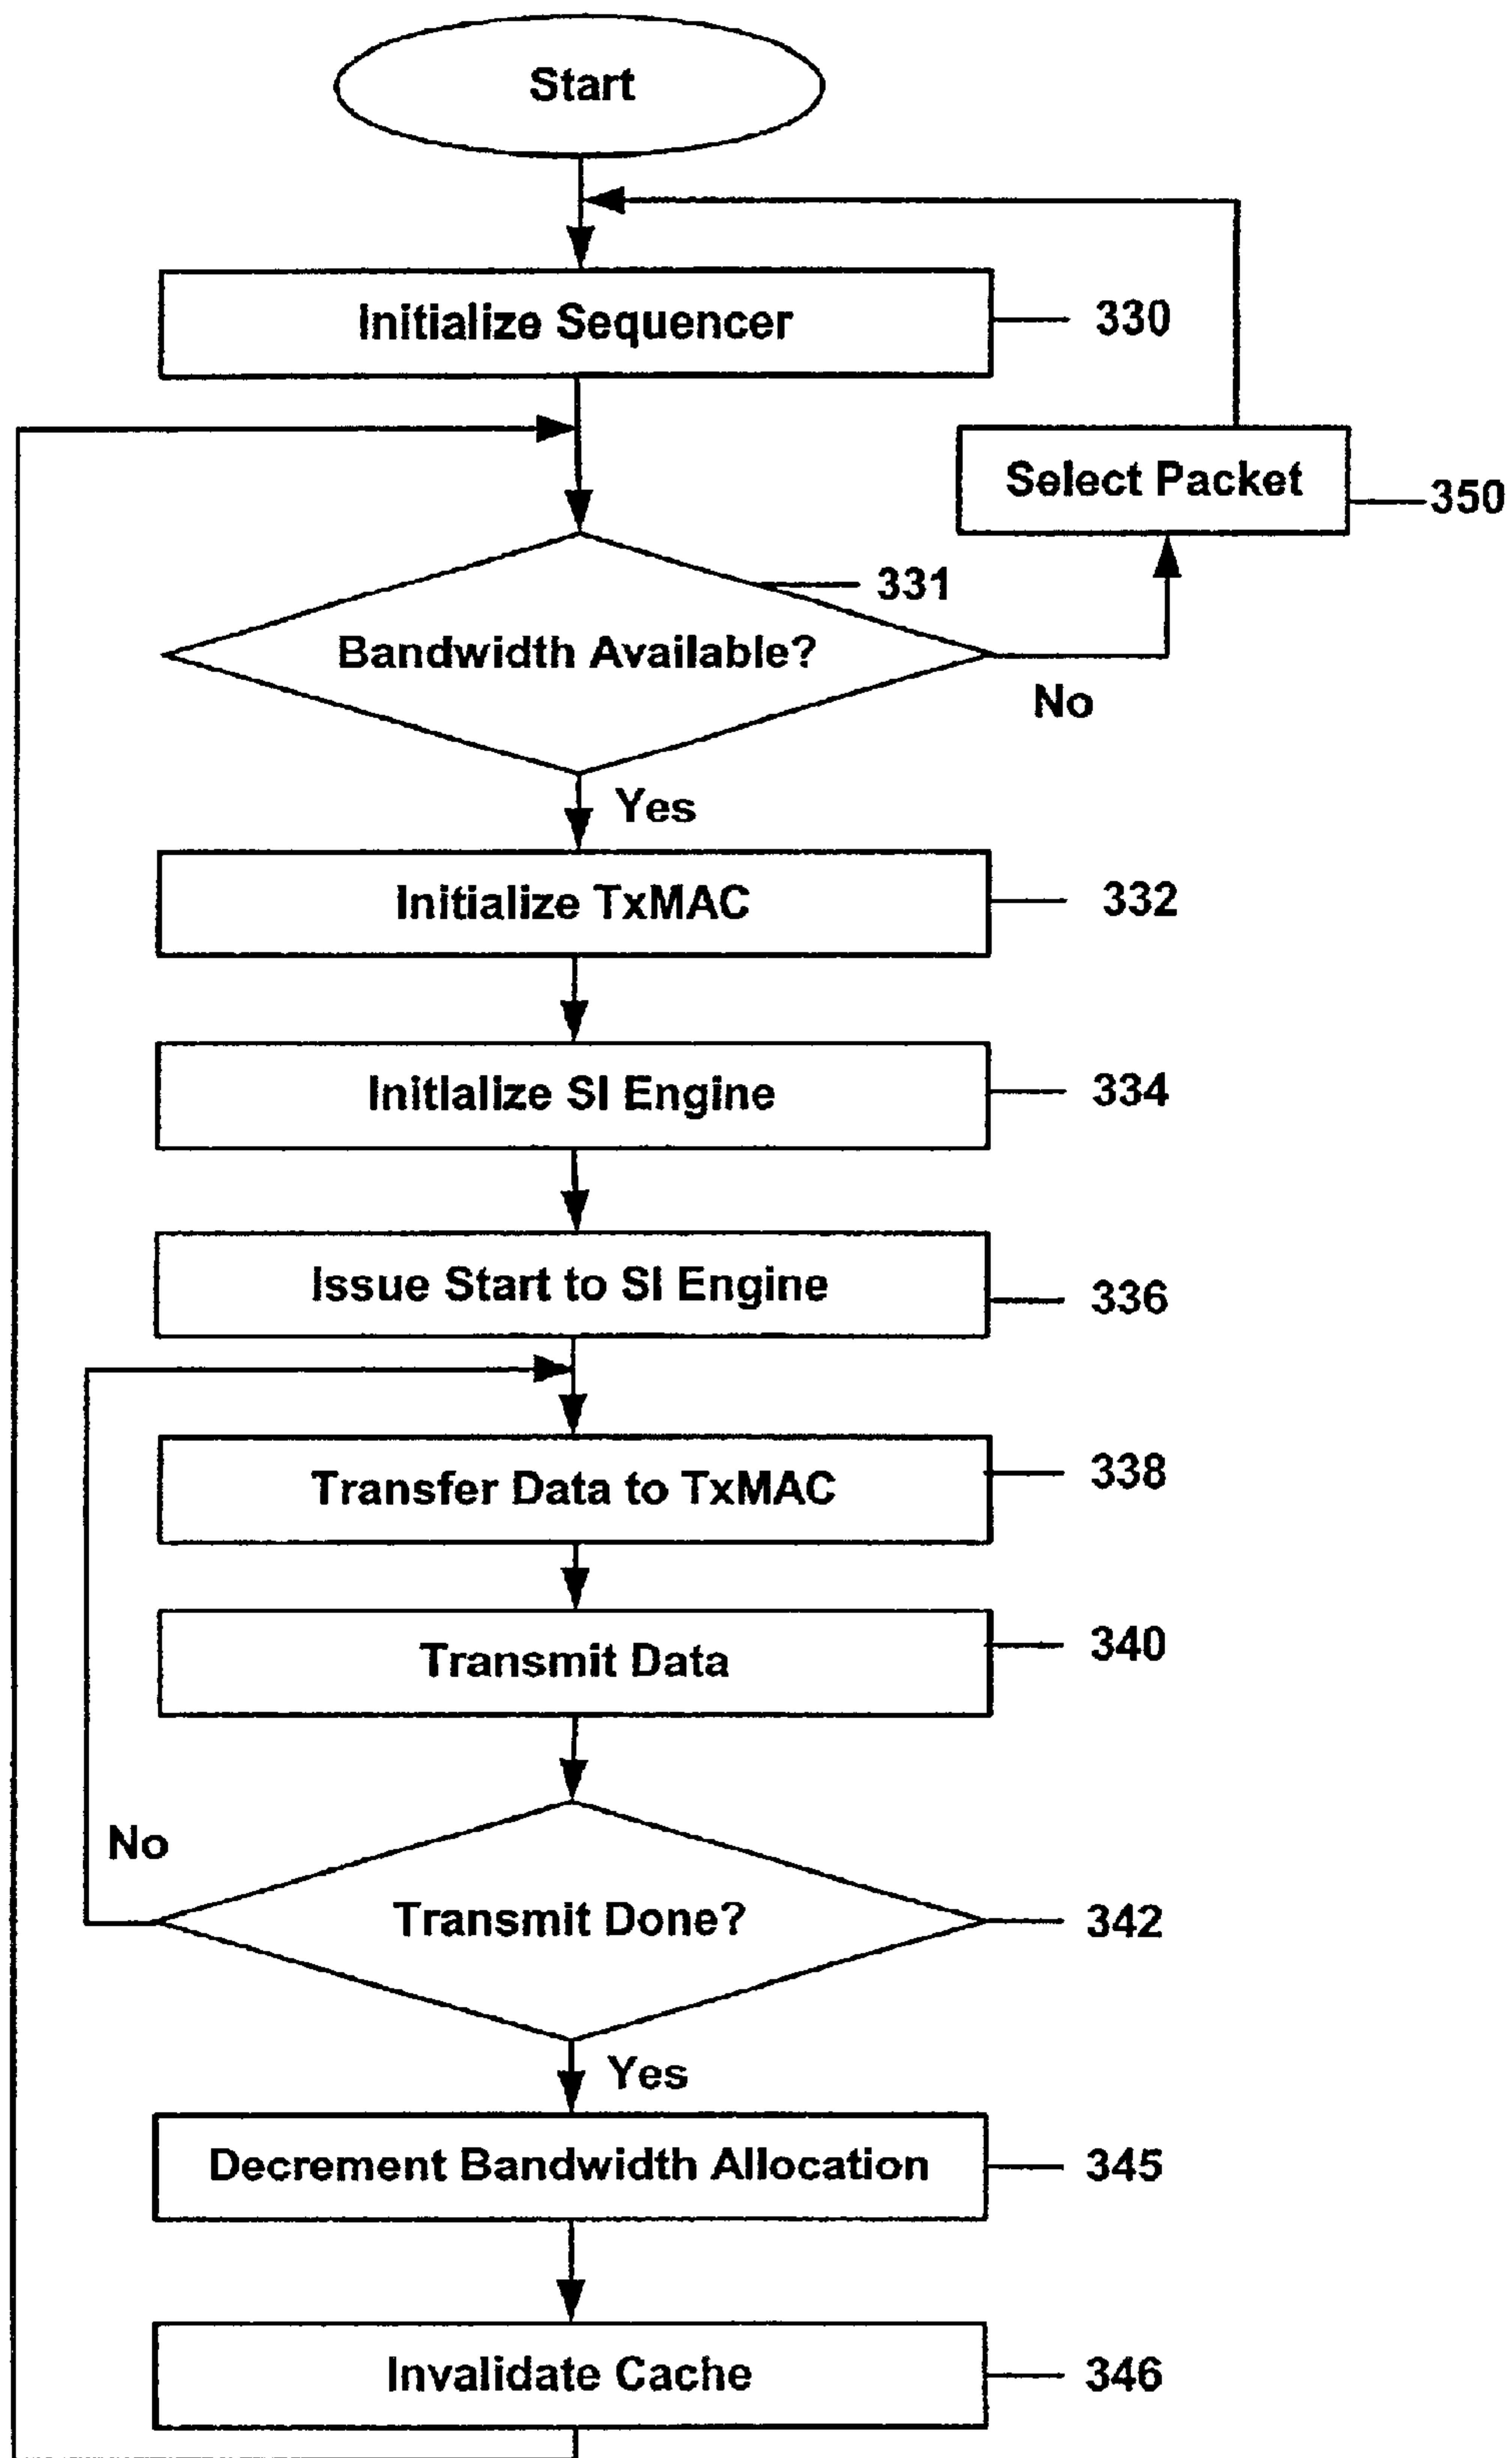 Start
Initialize Sequencer
330
Select Packet
350
331
Bandwidth Available?
No
Yes
Initialize TxMAC
332
Initialize SI Engine
334
Issue Start to SI Engine
336
Transfer Data to TxMAC
338
Transmit Data
340
No
Transmit Done?
342
Yes
Decrement Bandwidth Allocation
345
Invalidate Cache
346